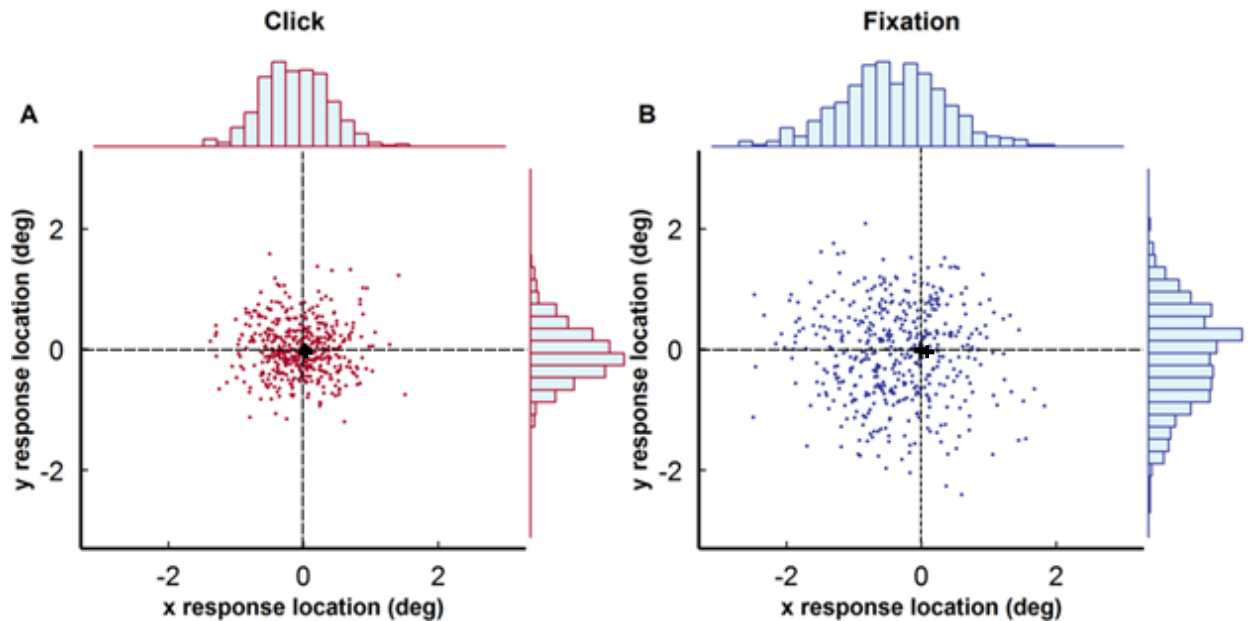 Click
A
y response location (deg)
2
0
-2
-2 0 2
x response location (deg)
Fixation
B
y response location (deg)
2
0
-2
-2 0 2
x response location (deg)